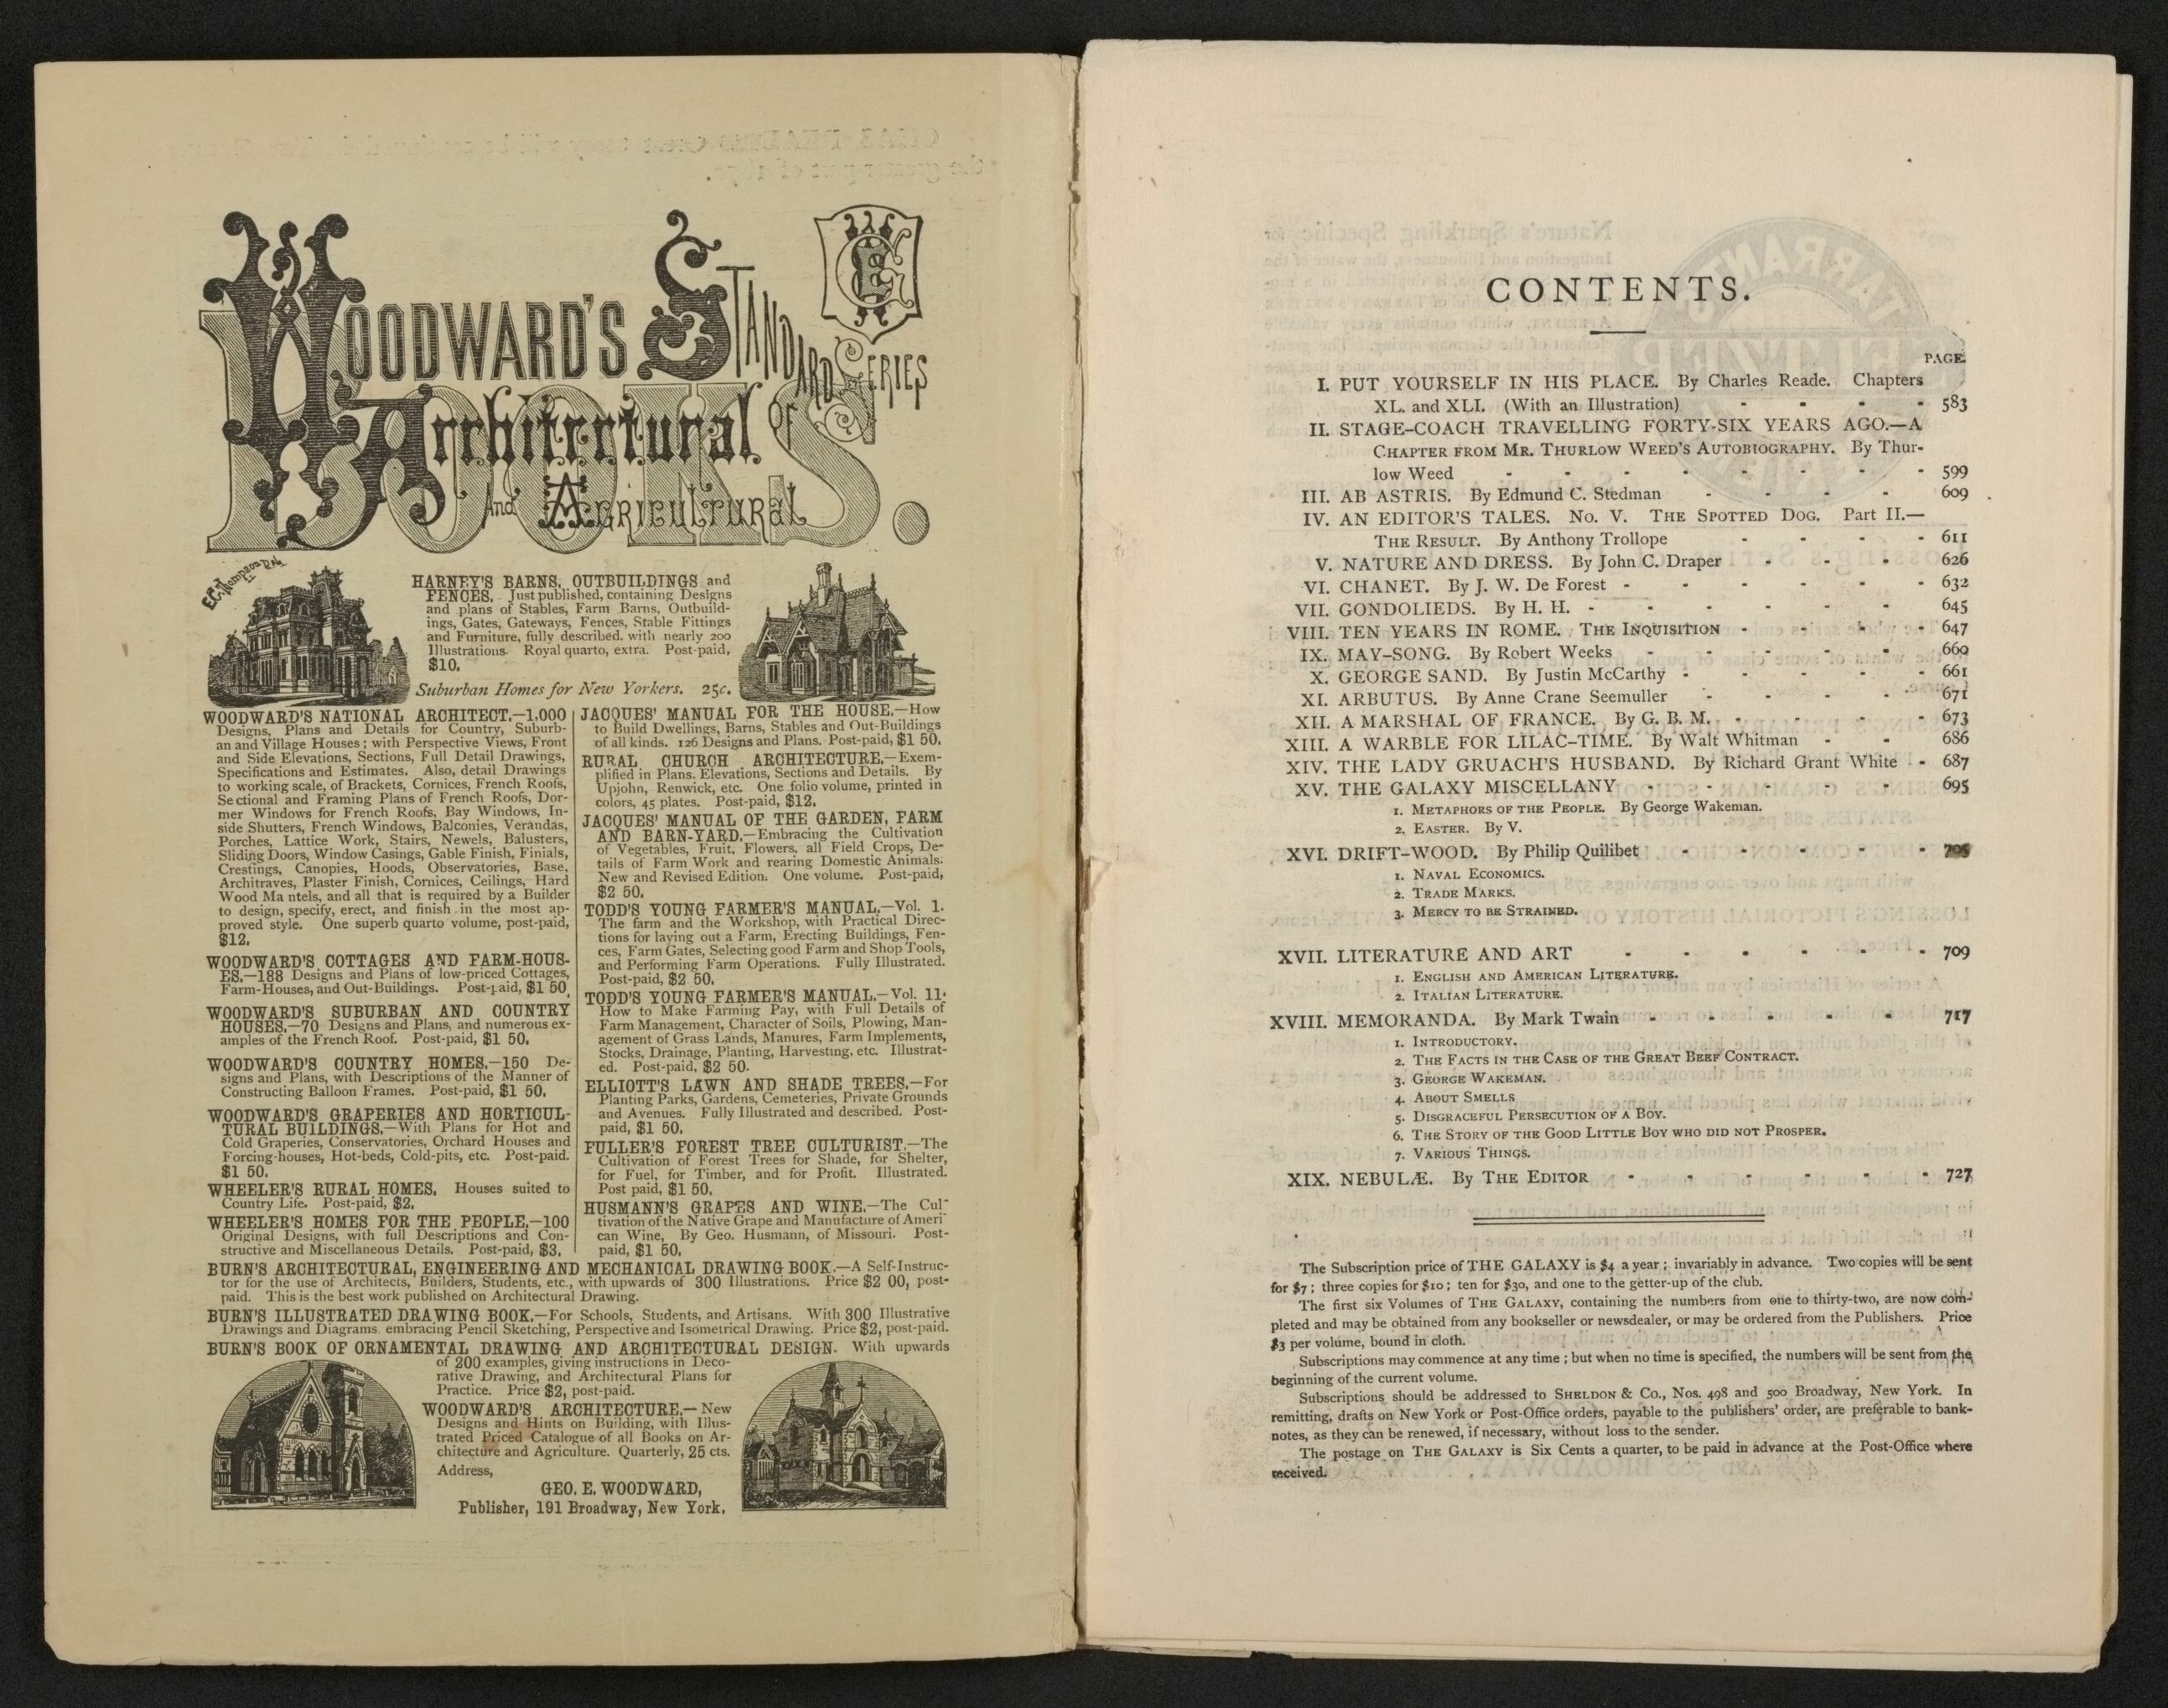 WOODWARD'S STANDARD SERIES
OF
Architectural
And Agricultural
BOOKS.
HARNEY'S BARNS, OUTBUILDINGS and
FENCES. Just published, containing Designs
and plans of Stables, Farm Barns, Outbuild-
ings, Gates, Gateways, Fences, Stable Fittings
and Furniture, fully described. with nearly 200
Illustrations. Royal quarto, extra. Post-paid,
$10.
Suburban Homes for New Yorkers. 25c.
WOODWARD'S NATIONAL ARCHITECT.—1,000
Designs, Plans and Details for Country, Suburb-
an and Village Houses; with Perspective Views, Front
and Side Elevations, Sections, Full Detail Drawings,
Specifications and Estimates. Also, detail Drawings
to working scale, of Brackets, Cornices, French Roofs,
Sectional and Framing Plans of French Roofs, Dor-
mer Windows for French Roofs, Bay Windows, In-
side Shutters, French Windows, Balconies, Verandas,
Porches, Lattice Work, Stairs, Newels, Balusters,
Sliding Doors, Window Casings, Gable Finish, Finials,
Crestings, Canopies, Hoods, Observatories, Base,
Architraves, Plaster Finish, Cornices, Ceilings, Hard
Wood Mantels, and all that is required by a Builder
to design, specify, erect, and finish in the most ap-
proved style. One superb quarto volume, post-paid,
$12.
WOODWARD'S COTTAGES AND FARM-HOUS-
ES.—188 Designs and Plans of low-priced Cottages,
Farm-Houses, and Out-Buildings. Post-paid, $1 50.
WOODWARD'S SUBURBAN AND COUNTRY
HOUSES.—70 Designs and Plans, and numerous ex-
amples of the French Roof. Post-paid, $1 50.
WOODWARD'S COUNTRY HOMES.—150 De-
signs and Plans, with Descriptions of the Manner of
Constructing Balloon Frames. Post-paid, $1 50.
WOODWARD'S GRAPERIES AND HORTICUL-
TURAL BUILDINGS.—With Plans for Hot and
Cold Graperies, Conservatories, Orchard Houses and
Forcing-houses, Hot-beds, Cold-pits, etc. Post-paid.
$1 50.
WHEELER'S RURAL HOMES. Houses suited to
Country Life. Post-paid, $2.
WHEELER'S HOMES FOR THE PEOPLE.—100
Original Designs, with full Descriptions and Con-
structive and Miscellaneous Details. Post-paid, $3.
JACQUES' MANUAL FOR THE HOUSE.—How
to Build Dwellings, Barns, Stables and Out-Buildings
of all kinds. 126 Designs and Plans. Post-paid, $1 50.
RURAL CHURCH ARCHITECTURE.—Exem-
plified in Plans. Elevations, Sections and Details. By
Upjohn, Renwick, etc. One folio volume, printed in
colors, 45 plates. Post-paid, $12.
JACQUES' MANUAL OF THE GARDEN, FARM
AND BARN-YARD.—Embracing the Cultivation
of Vegetables, Fruit, Flowers, all Field Crops, De-
tails of Farm Work and rearing Domestic Animals.
New and Revised Edition. One volume. Post-paid,
$2 50.
TODD'S YOUNG FARMER'S MANUAL.—Vol. 1.
The farm and the Workshop, with Practical Direc-
tions for laying out a Farm, Erecting Buildings, Fen-
ces, Farm Gates, Selecting good Farm and Shop Tools,
and Performing Farm Operations. Fully Illustrated.
Post-paid, $2 50.
TODD'S YOUNG FARMER'S MANUAL.—Vol. 11.
How to Make Farming Pay, with Full Details of
Farm Management, Character of Soils, Plowing, Man-
agement of Grass Lands, Manures, Farm Implements,
Stocks, Drainage, Planting, Harvesting, etc. Illustrat-
ed. Post-paid, $2 50.
ELLIOTT'S LAWN AND SHADE TREES.—For
Planting Parks, Gardens, Cemeteries, Private Grounds
and Avenues. Fully Illustrated and described. Post-
paid, $1 50.
FULLER'S FOREST TREE CULTURIST.—The
Cultivation of Forest Trees for Shade, for Shelter,
for Fuel, for Timber, and for Profit. Illustrated.
Post paid, $1 50.
HUSMANN'S GRAPES AND WINE.—The Cul-
tivation of the Native Grape and Manufacture of Ameri
can Wine, By Geo. Husmann, of Missouri. Post-
paid, $1 50.
BURN'S ARCHITECTURAL, ENGINEERING AND MECHANICAL DRAWING BOOK.—A Self-Instruc-
tor for the use of Architects, Builders, Students, etc., with upwards of 300 Illustrations. Price $2 00, post-
paid. This is the best work published on Architectural Drawing.
BURN'S ILLUSTRATED DRAWING BOOK.—For Schools, Students, and Artisans. With 300 Illustrative
Drawings and Diagrams. embracing Pencil Sketching, Perspective and Isometrical Drawing. Price $2, post-paid.
BURN'S BOOK OF ORNAMENTAL DRAWING AND ARCHITECTURAL DESIGN. With upwards
of 200 examples, giving instructions in Deco-
rative Drawing, and Architectural Plans for
Practice. Price $2, post-paid.
WOODWARD'S ARCHITECTURE.—New
Designs and Hints on Building, with Illus-
trated Priced Catalogue of all Books on Ar-
chitecture and Agriculture. Quarterly, 25 cts.
Address,
GEO. E. WOODWARD,
Publisher, 191 Broadway, New York.
CONTENTS.
PAGE.
I. PUT YOURSELF IN HIS PLACE. By Charles Reade. Chapters
XL. and XLI. (With an Illustration) - - - - 583
II. STAGE-COACH TRAVELLING FORTY-SIX YEARS AGO.—A
CHAPTER FROM MR. THURLOW WEED'S AUTOBIOGRAPHY. By Thur-
low Weed - - - - - - - - 599
III. AB ASTRIS. By Edmund C. Stedman - - - - 609
IV. AN EDITOR'S TALES. No. V. THE SPOTTED DOG. Part II.—
THE RESULT. By Anthony Trollope - - - - 611
V. NATURE AND DRESS. By John C. Draper - - - 626
VI. CHANET. By J. W. De Forest - - - - - - 632
VII. GONDOLIEDS. By H. H. - - - - - - 645
VIII. TEN YEARS IN ROME. THE INQUISITION - - - - 647
IX. MAY-SONG. By Robert Weeks - - - - - 660
X. GEORGE SAND. By Justin McCarthy - - - - - 661
XI. ARBUTUS. By Anne Crane Seemuller - - - - 671
XII. A MARSHAL OF FRANCE. By G. B. M. - - - - 673
XIII. A WARBLE FOR LILAC-TIME. By Walt Whitman - - 686
XIV. THE LADY GRUACH'S HUSBAND. By Richard Grant White - - 687
XV. THE GALAXY MISCELLANY - - - - - 695
1. METAPHORS OF THE PEOPLE. By George Wakeman.
2. EASTER. By V.
XVI. DRIFT-WOOD. By Philip Quilibet - - - - - 705
1. NAVAL ECONOMICS.
2. TRADE MARKS.
3. MERCY TO BE STRAINED.
XVII. LITERATURE AND ART - - - - - - 709
1. ENGLISH AND AMERICAN LITERATURE.
2. ITALIAN LITERATURE.
XVIII. MEMORANDA. By Mark Twain - - - - - 717
1. INTRODUCTORY.
2. THE FACTS IN THE CASE OF THE GREAT BEEF CONTRACT.
3. GEORGE WAKEMAN.
4. ABOUT SMELLS
5. DISGRACEFUL PERSECUTION OF A BOY.
6. THE STORY OF THE GOOD LITTLE BOY WHO DID NOT PROSPER.
7. VARIOUS THINGS.
XIX. NEBULÆ. By THE EDITOR - - - - - - 727
The Subscription price of THE GALAXY is $4 a year; invariably in advance. Two copies will be sent
for $7; three copies for $10; ten for $30, and one to the getter-up of the club.
The first six Volumes of THE GALAXY, containing the numbers from one to thirty-two, are now com-
pleted and may be obtained from any bookseller or newsdealer, or may be ordered from the Publishers. Price
$3 per volume, bound in cloth.
Subscriptions may commence at any time; but when no time is specified, the numbers will be sent from the
beginning of the current volume.
Subscriptions should be addressed to SHELDON & Co., Nos. 498 and 500 Broadway, New York. In
remitting, drafts on New York or Post-Office orders, payable to the publishers' order, are preferable to bank-
notes, as they can be renewed, if necessary, without loss to the sender.
The postage on THE GALAXY is Six Cents a quarter, to be paid in advance at the Post-Office where
received.